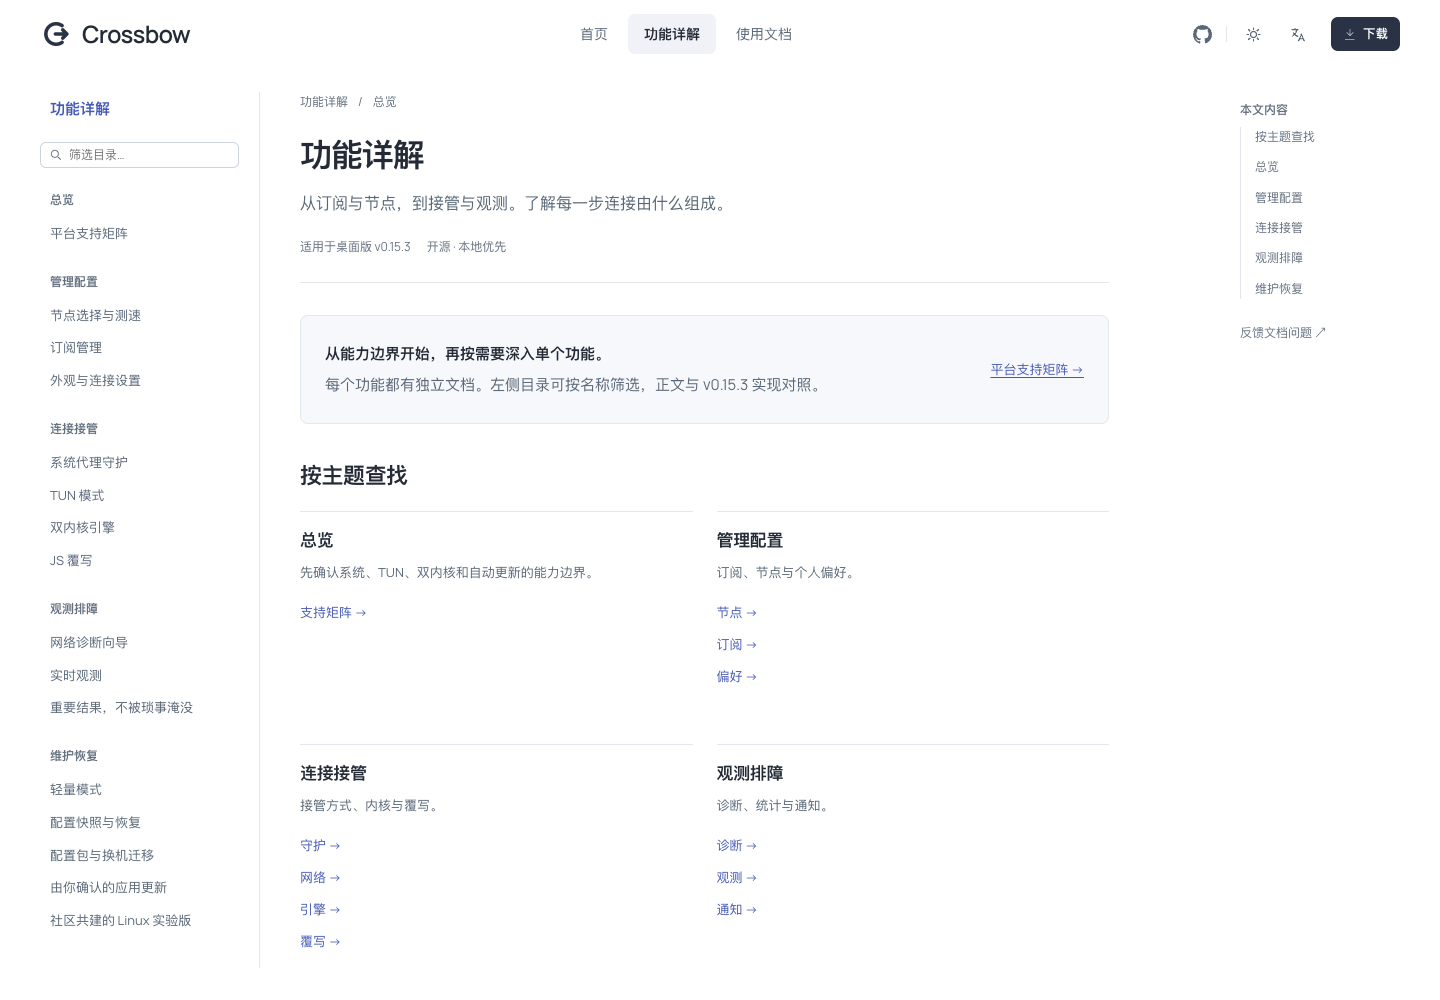 Crossbow
首页
功能详解
使用文档
下载
功能详解
筛选目录...
总览
平台支持矩阵
管理配置
节点选择与测速
订阅管理
外观与连接设置
连接接管
系统代理守护
TUN 模式
双内核引擎
JS 覆写
观测排障
网络诊断向导
实时观测
重要结果，不被琐事淹没
维护恢复
轻量模式
配置快照与恢复
配置包与换机迁移
由你确认的应用更新
社区共建的 Linux 实验版
功能详解 / 总览
功能详解
从订阅与节点，到接管与观测。了解每一步连接由什么组成。
适用于桌面版 v0.15.3 开源 · 本地优先
从能力边界开始，再按需要深入单个功能。
每个功能都有独立文档。左侧目录可按名称筛选，正文与 v0.15.3 实现对照。
平台支持矩阵 →
按主题查找
总览
先确认系统、TUN、双内核和自动更新的能力边界。
支持矩阵 →
管理配置
订阅、节点与个人偏好。
节点 →
订阅 →
偏好 →
连接接管
接管方式、内核与覆写。
守护 →
网络 →
引擎 →
覆写 →
观测排障
诊断、统计与通知。
诊断 →
观测 →
通知 →
本文内容
按主题查找
总览
管理配置
连接接管
观测排障
维护恢复
反馈文档问题 ↗